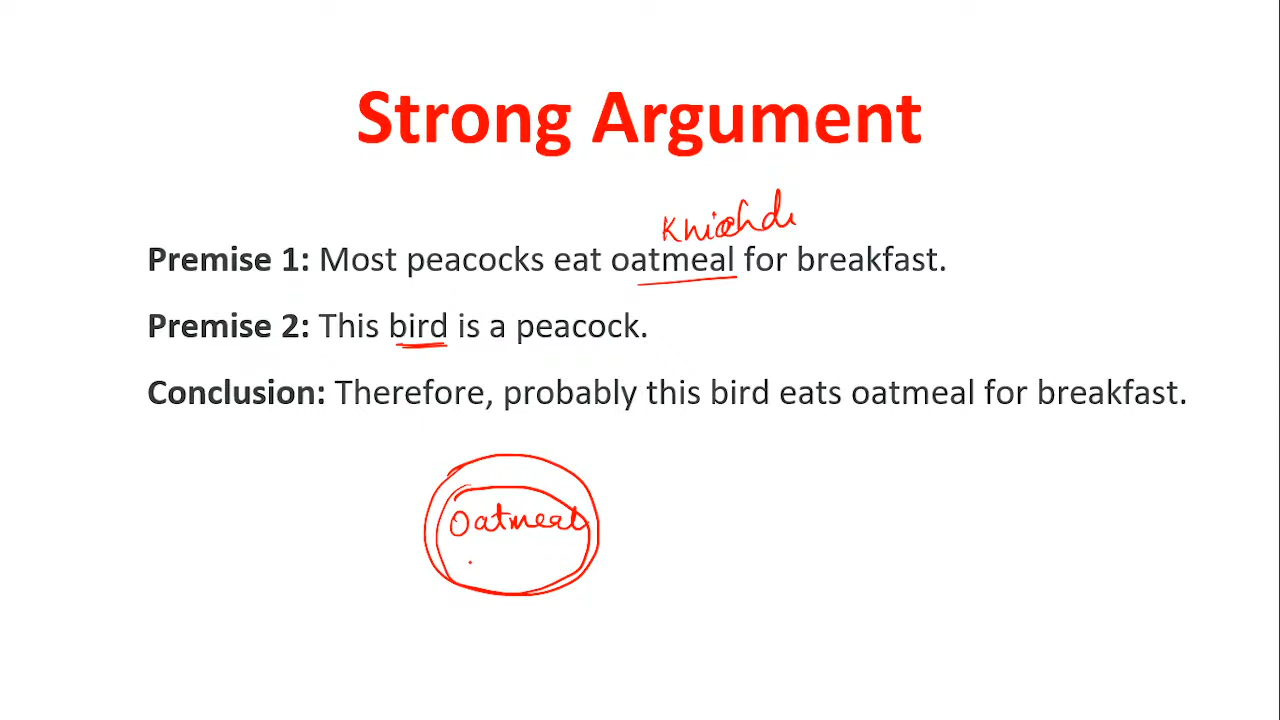 Strong Argument
Premise 1: Most peacocks eat oatmeal for breakfast.
Premise 2: This bird is a peacock.
Conclusion: Therefore, probably this bird eats oatmeal for breakfast.
Oatmeal